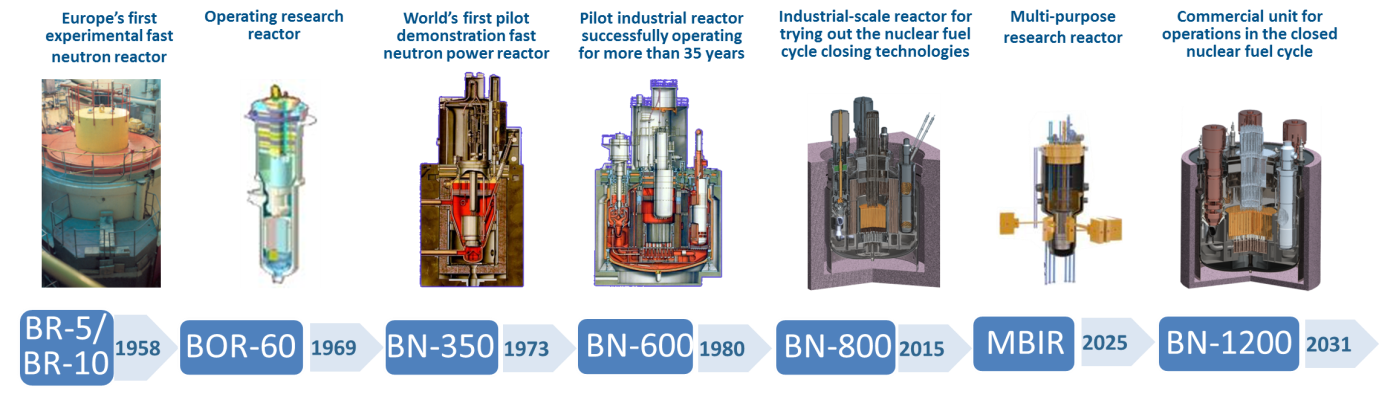 Europe's first
experimental fast
neutron reactor
Operating research
reactor
World's first pilot
demonstration fast
neutron power reactor
Pilot industrial reactor
successfully operating
for more than 35 years
Industrial-scale reactor for
trying out the nuclear fuel
cycle closing technologies
Multi-purpose
research reactor
Commercial unit for
operations in the closed
nuclear fuel cycle
BR-5/
BR-10
1958
BOR-60
1969
BN-350
1973
BN-600
1980
BN-800
2015
MBIR
2025
BN-1200
2031